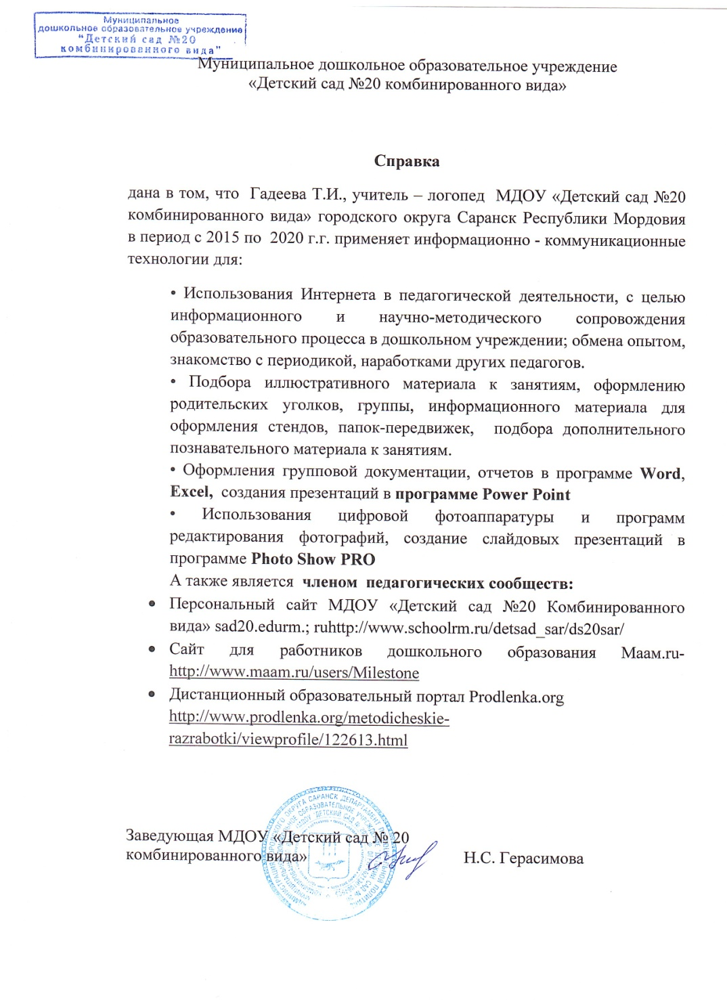 Муниципальное
дошкольное образовательное учреждение
"Детский сад №20
комбинированного вида"
Муниципальное дошкольное образовательное учреждение
«Детский сад №20 комбинированного вида»
Справка
дана в том, что Гадеева Т.И., учитель – логопед МДОУ «Детский сад №20
комбинированного вида» городского округа Саранск Республики Мордовия
в период с 2015 по 2020 г.г. применяет информационно - коммуникационные
технологии для:
• Использования Интернета в педагогической деятельности, с целью
информационного и научно-методического сопровождения
образовательного процесса в дошкольном учреждении; обмена опытом,
знакомство с периодикой, наработками других педагогов.
• Подбора иллюстративного материала к занятиям, оформлению
родительских уголков, группы, информационного материала для
оформления стендов, папок-передвижек, подбора дополнительного
познавательного материала к занятиям.
• Оформления групповой документации, отчетов в программе Word,
Excel, создания презентаций в программе Power Point
• Использования цифровой фотоаппаратуры и программ
редактирования фотографий, создание слайдовых презентаций в
программе Photo Show PRO
А также является членом педагогических сообществ:
• Персональный сайт МДОУ «Детский сад №20 Комбинированного
вида» sad20.edurm.; ruhttp://www.schoolrm.ru/detsad_sar/ds20sar/
• Сайт для работников дошкольного образования Маам.ru-
http://www.maam.ru/users/Milestone
• Дистанционный образовательный портал Prodlenka.org
http://www.prodlenka.org/metodicheskie-
razrabotki/viewprofile/122613.html
Заведующая МДОУ «Детский сад № 20
комбинированного вида» Н.С. Герасимова